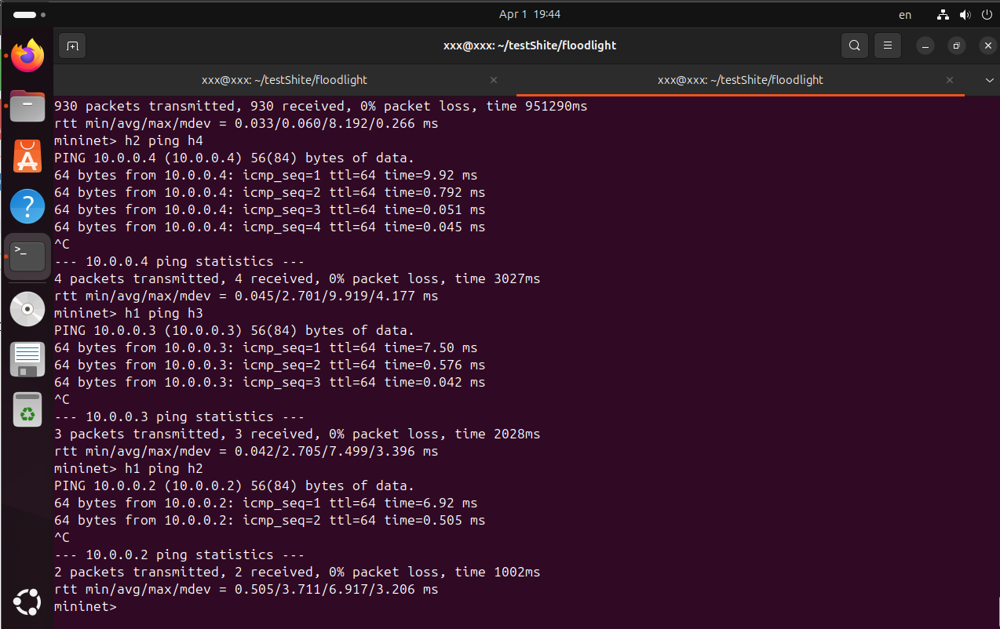 Apr 1 19:44
en
xxx@xxx: ~/testShite/floodlight
xxx@xxx: ~/testShite/floodlight
xxx@xxx: ~/testShite/floodlight
930 packets transmitted, 930 received, 0% packet loss, time 951290ms
rtt min/avg/max/mdev = 0.033/0.060/8.192/0.266 ms
mininet> h2 ping h4
PING 10.0.0.4 (10.0.0.4) 56(84) bytes of data.
64 bytes from 10.0.0.4: icmp_seq=1 ttl=64 time=9.92 ms
64 bytes from 10.0.0.4: icmp_seq=2 ttl=64 time=0.792 ms
64 bytes from 10.0.0.4: icmp_seq=3 ttl=64 time=0.051 ms
64 bytes from 10.0.0.4: icmp_seq=4 ttl=64 time=0.045 ms
^C
--- 10.0.0.4 ping statistics ---
4 packets transmitted, 4 received, 0% packet loss, time 3027ms
rtt min/avg/max/mdev = 0.045/2.701/9.919/4.177 ms
mininet> h1 ping h3
PING 10.0.0.3 (10.0.0.3) 56(84) bytes of data.
64 bytes from 10.0.0.3: icmp_seq=1 ttl=64 time=7.50 ms
64 bytes from 10.0.0.3: icmp_seq=2 ttl=64 time=0.576 ms
64 bytes from 10.0.0.3: icmp_seq=3 ttl=64 time=0.042 ms
^C
--- 10.0.0.3 ping statistics ---
3 packets transmitted, 3 received, 0% packet loss, time 2028ms
rtt min/avg/max/mdev = 0.042/2.705/7.499/3.396 ms
mininet> h1 ping h2
PING 10.0.0.2 (10.0.0.2) 56(84) bytes of data.
64 bytes from 10.0.0.2: icmp_seq=1 ttl=64 time=6.92 ms
64 bytes from 10.0.0.2: icmp_seq=2 ttl=64 time=0.505 ms
^C
--- 10.0.0.2 ping statistics ---
2 packets transmitted, 2 received, 0% packet loss, time 1002ms
rtt min/avg/max/mdev = 0.505/3.711/6.917/3.206 ms
mininet>